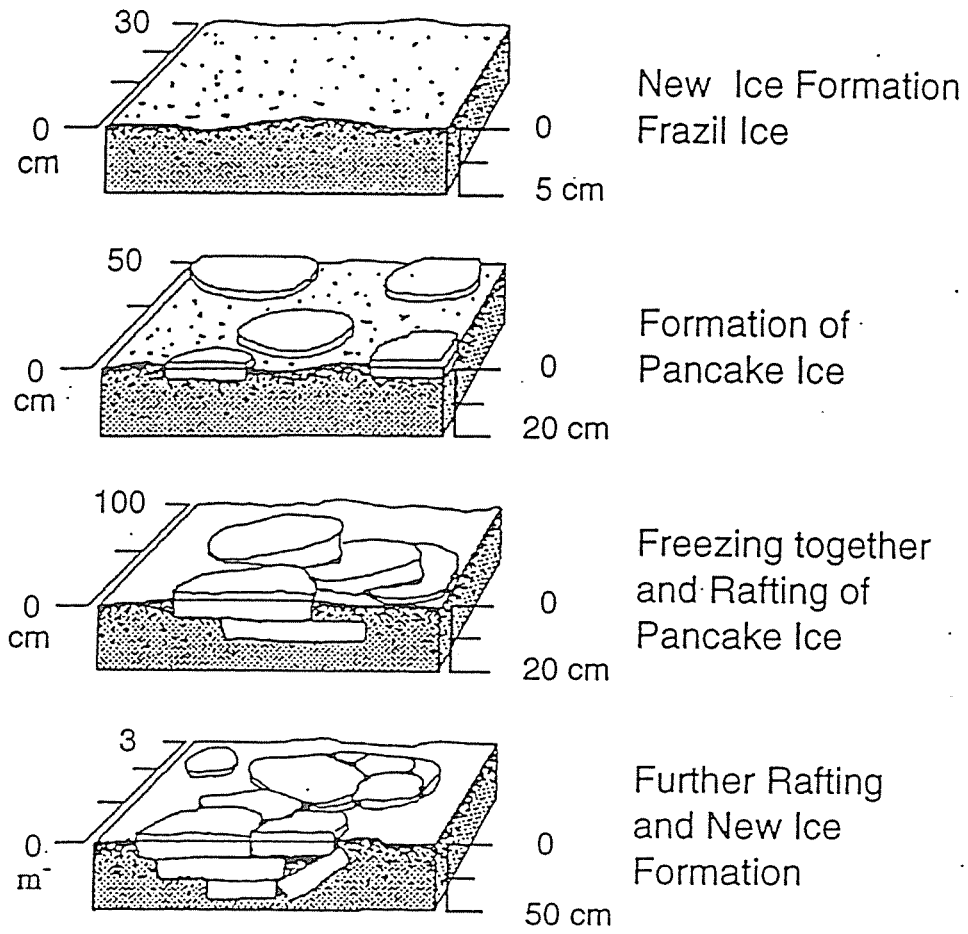 30
0
cm
0
5 cm
New Ice Formation
Frazil Ice
50
0
cm
0
20 cm
Formation of
Pancake Ice
100
0
cm
0
20 cm
Freezing together
and Rafting of
Pancake Ice
3
0
m
0
50 cm
Further Rafting
and New Ice
Formation